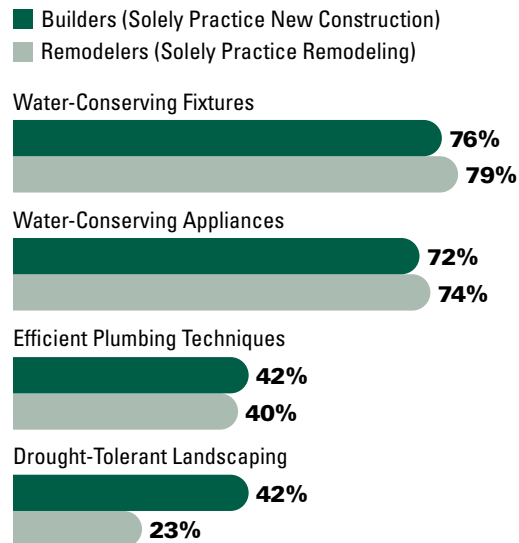 Builders (Solely Practice New Construction)
Remodelers (Solely Practice Remodeling)
Water-Conserving Fixtures
76%
79%
Water-Conserving Appliances
72%
74%
Efficient Plumbing Techniques
42%
40%
Drought-Tolerant Landscaping
42%
23%